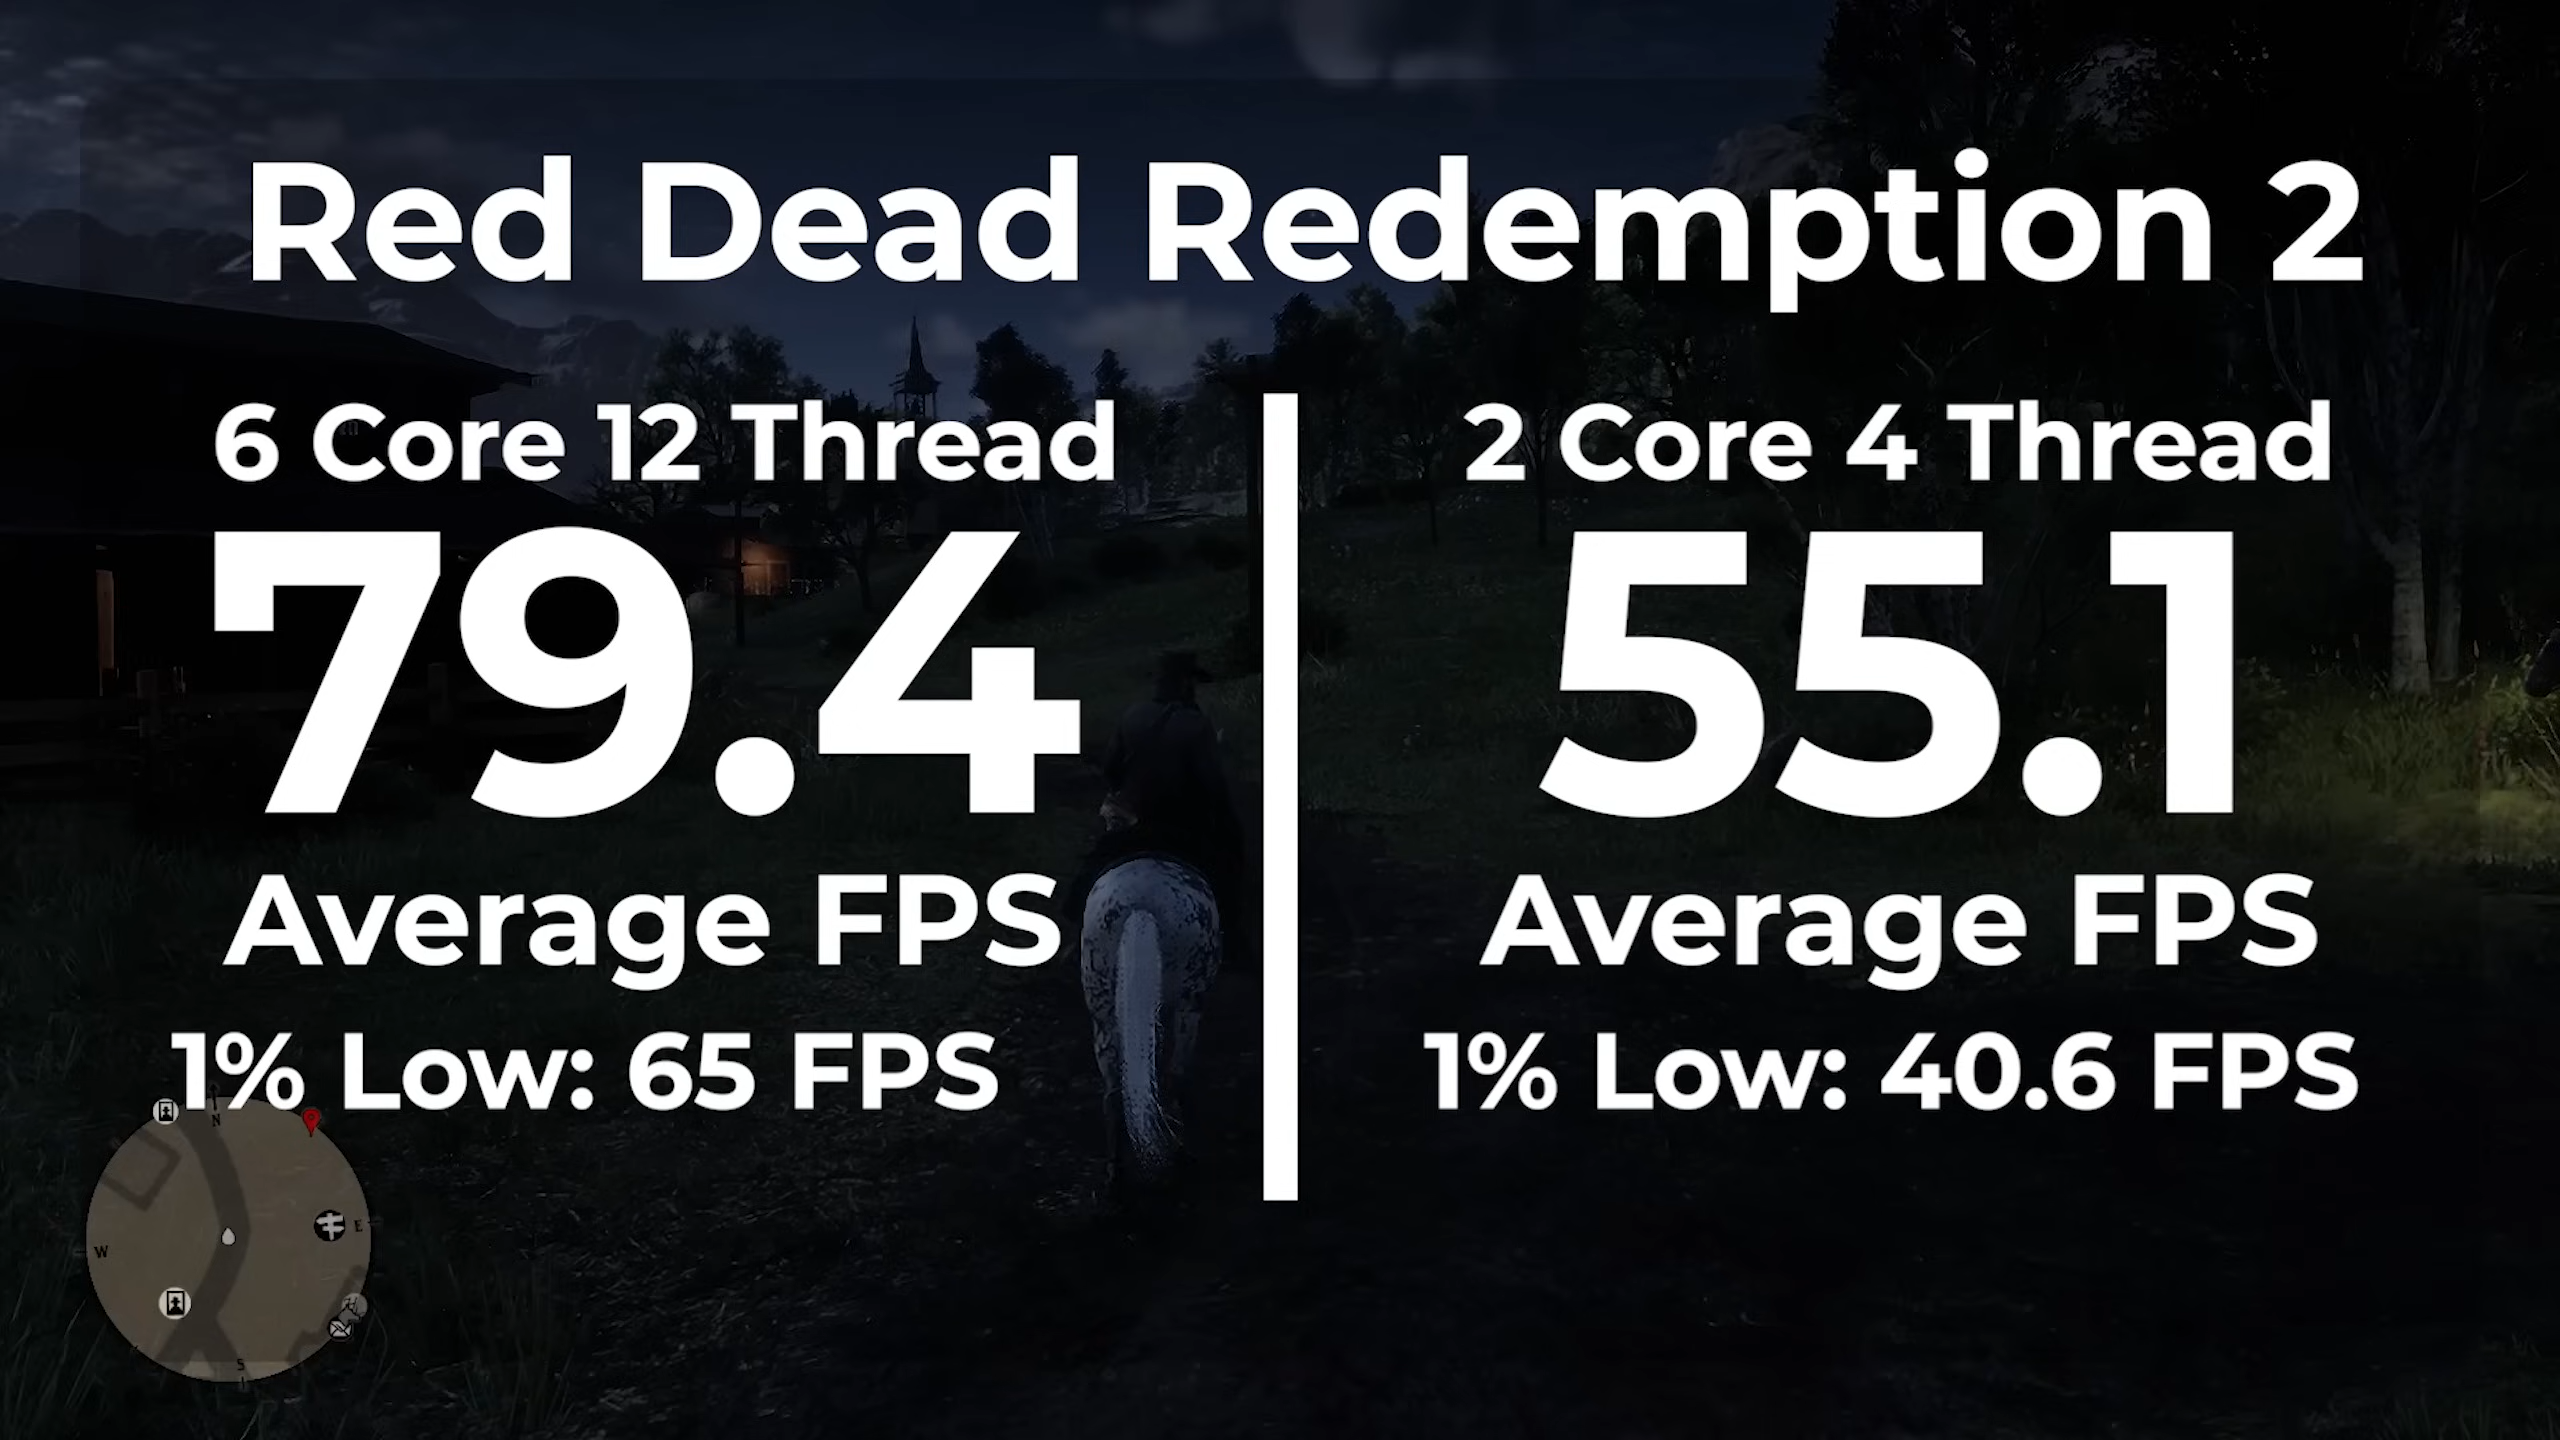 Red Dead Redemption 2
6 Core 12 Thread
79.4
Average FPS
1% Low: 65 FPS
2 Core 4 Thread
55.1
Average FPS
1% Low: 40.6 FPS
N
E
W
S